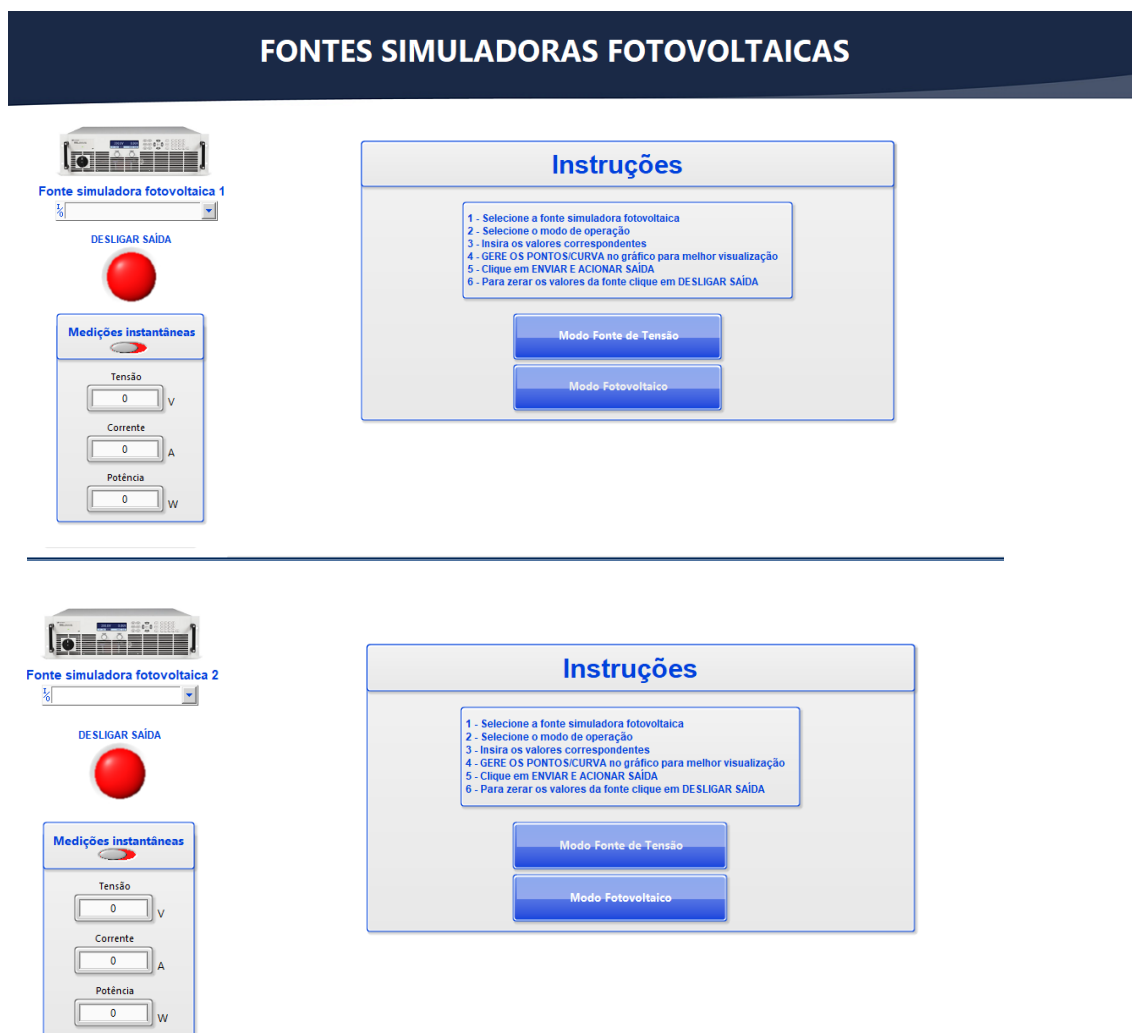 FONTES SIMULADORAS FOTOVOLTAICAS
Fonte simuladora fotovoltaica 1
I/O
DESLIGAR SAÍDA
Medições instantâneas
Tensão
0 V
Corrente
0 A
Potência
0 W
Instruções
1 - Selecione a fonte simuladora fotovoltaica
2 - Selecione o modo de operação
3 - Insira os valores correspondentes
4 - GERE OS PONTOS/CURVA no gráfico para melhor visualização
5 - Clique em ENVIAR E ACIONAR SAÍDA
6 - Para zerar os valores da fonte clique em DESLIGAR SAÍDA
Modo Fonte de Tensão
Modo Fotovoltaico
Fonte simuladora fotovoltaica 2
I/O
DESLIGAR SAÍDA
Medições instantâneas
Tensão
0 V
Corrente
0 A
Potência
0 W
Instruções
1 - Selecione a fonte simuladora fotovoltaica
2 - Selecione o modo de operação
3 - Insira os valores correspondentes
4 - GERE OS PONTOS/CURVA no gráfico para melhor visualização
5 - Clique em ENVIAR E ACIONAR SAÍDA
6 - Para zerar os valores da fonte clique em DESLIGAR SAÍDA
Modo Fonte de Tensão
Modo Fotovoltaico